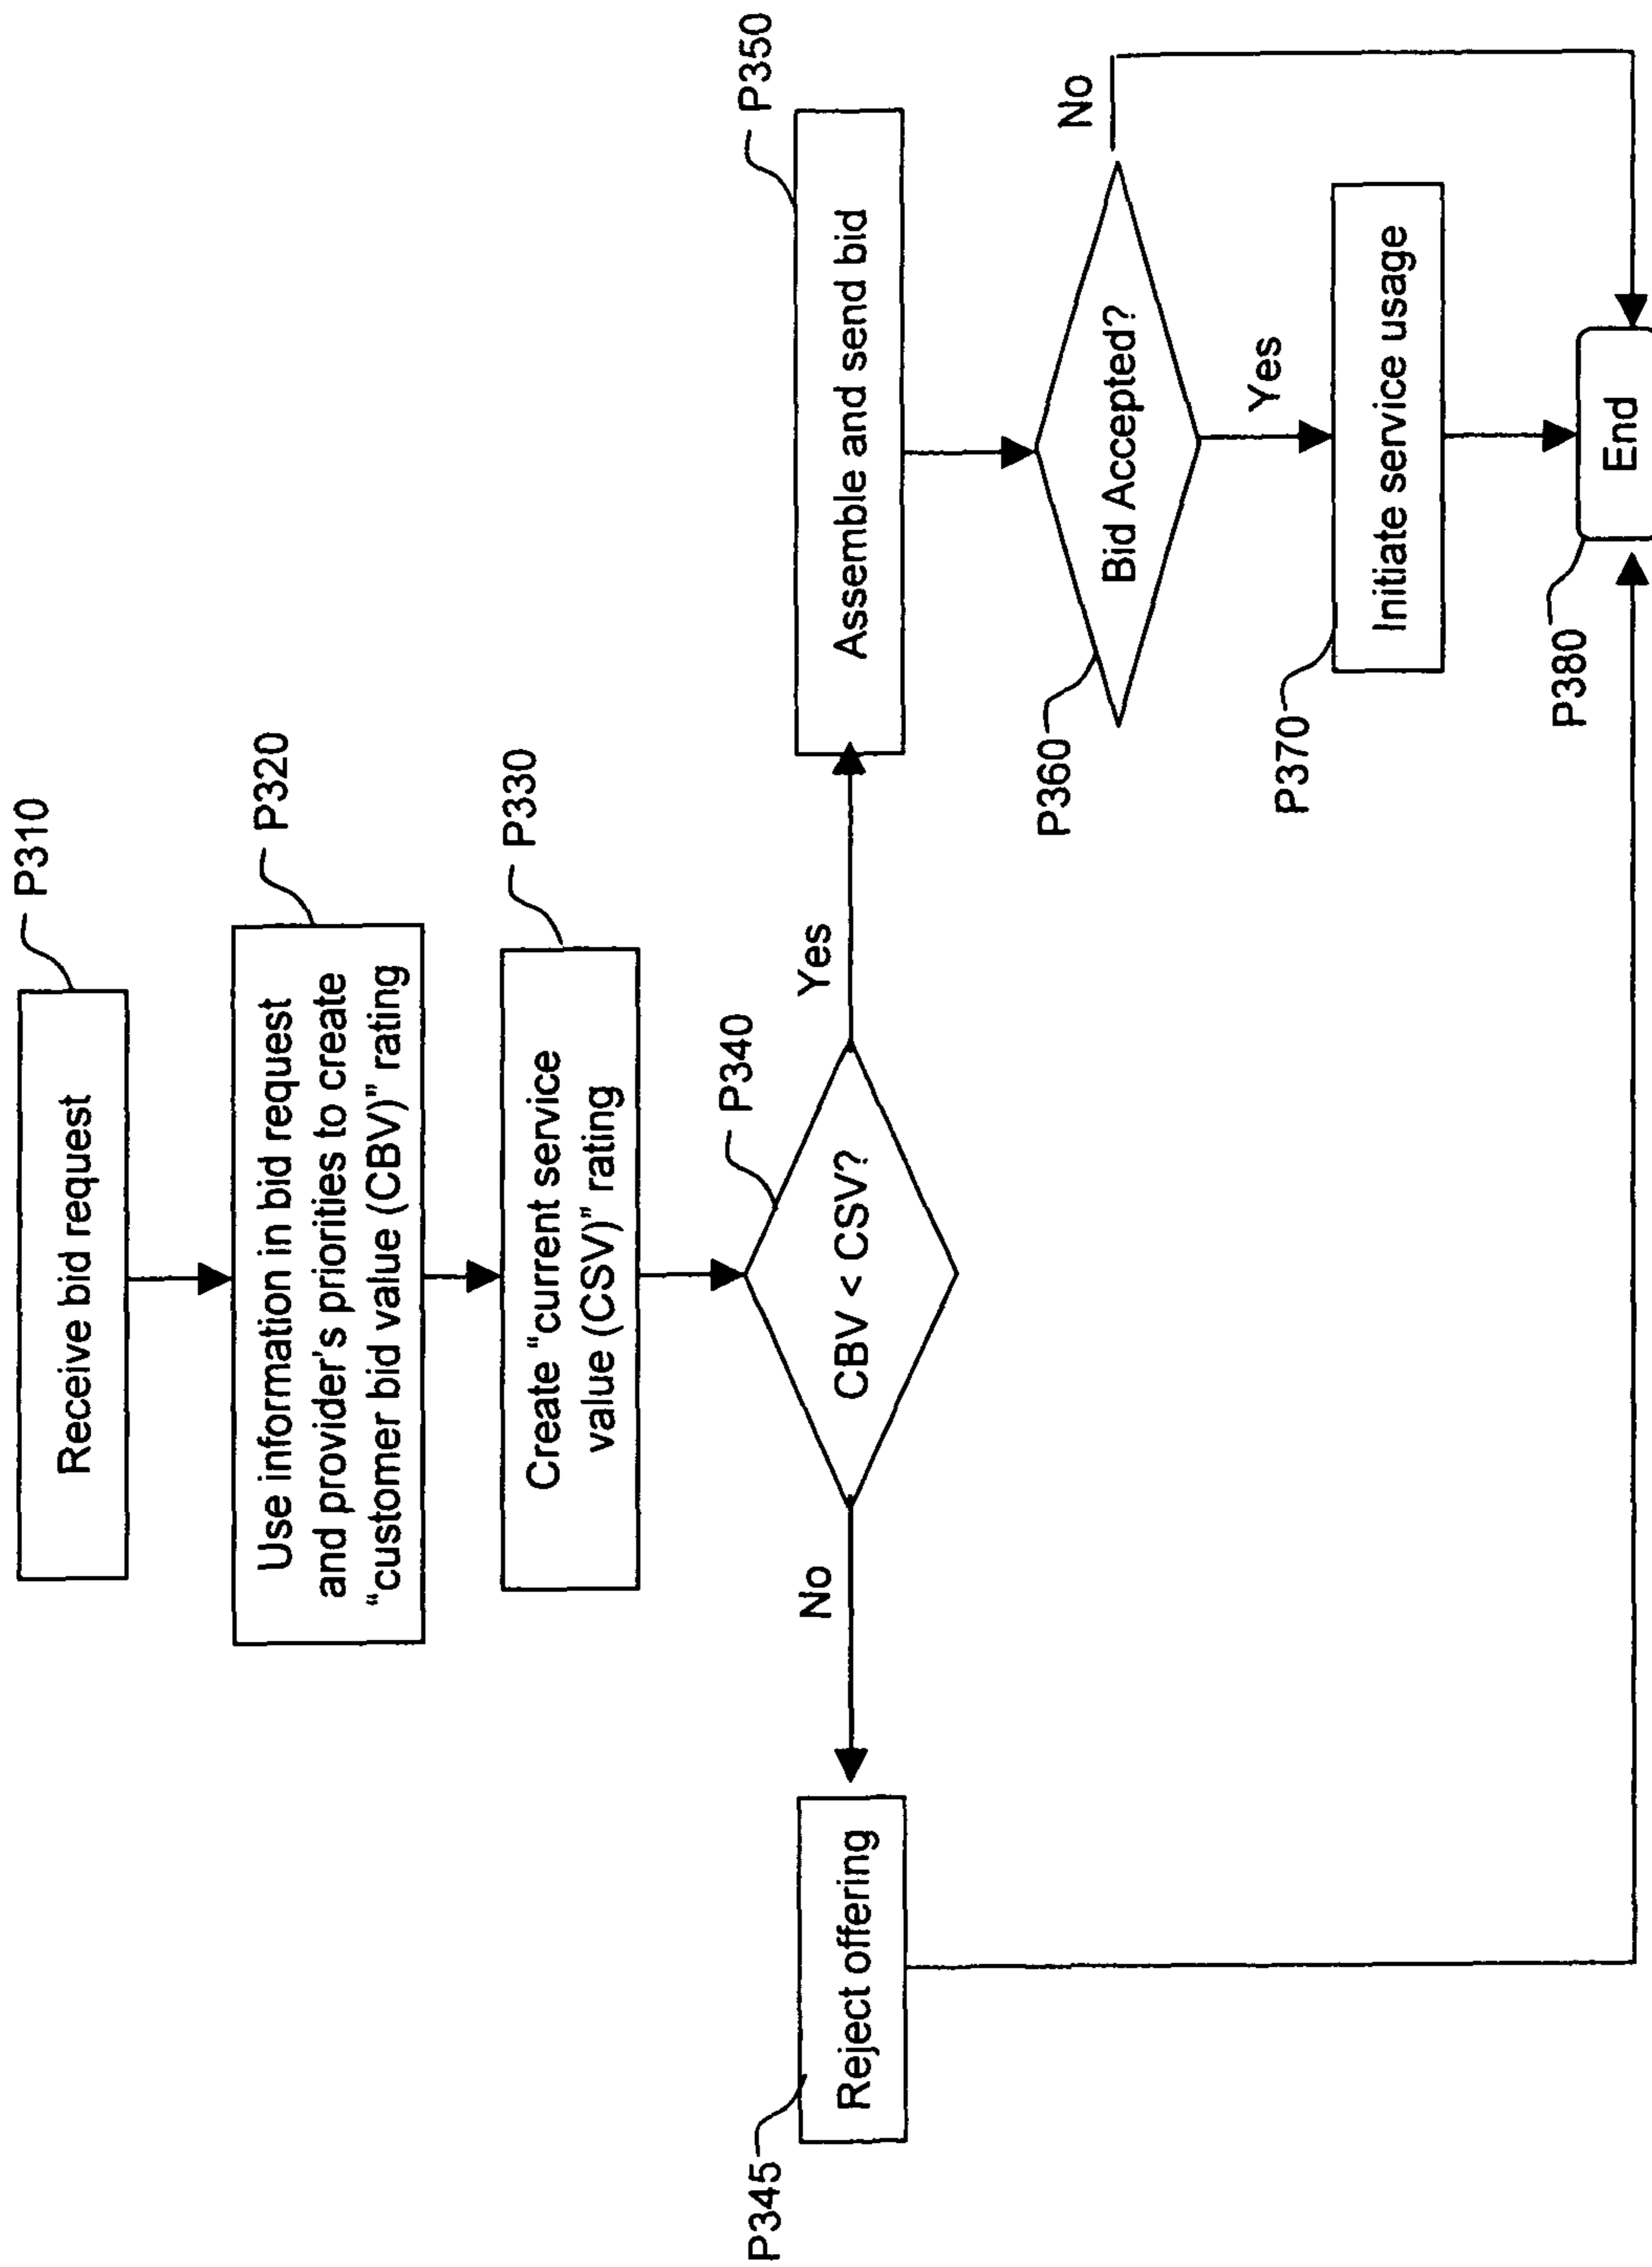 P310
Receive bid request
P320
Use information in bid request
and provider's priorities to create
“customer bid value (CBV)” rating
P330
Create “current service
value (CSV)” rating
P340
CBV < CSV?
No
Yes
P345
Reject offering
P350
Assemble and send bid
P360
Bid Accepted?
No
Yes
P370
Initiate service usage
P380
End